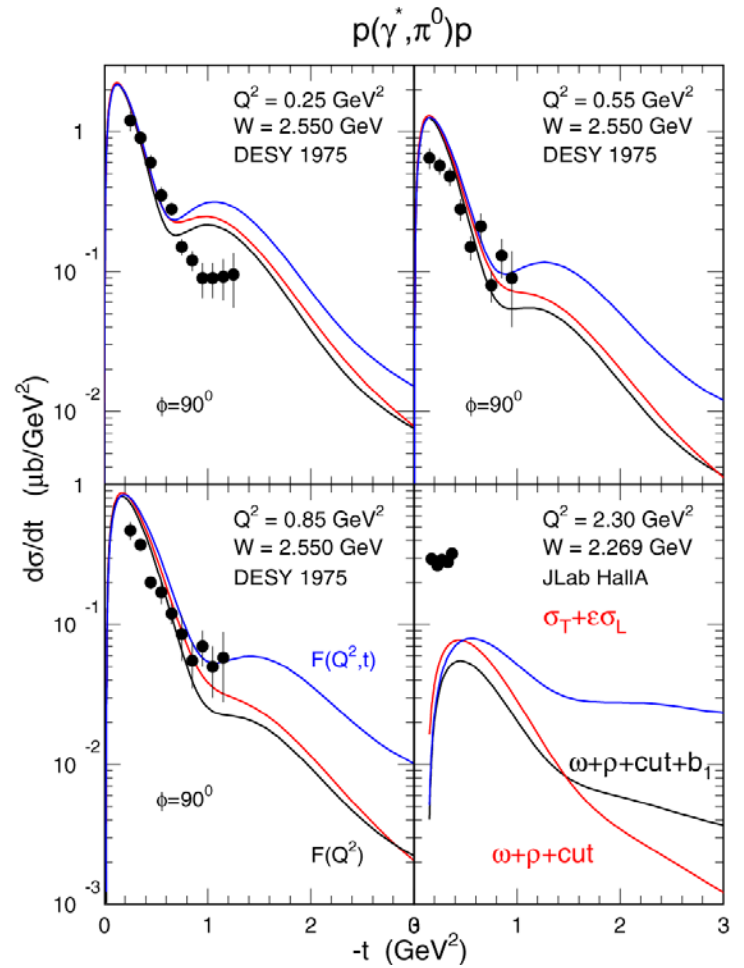 p(γ*,π⁰)p
Q² = 0.25 GeV²
W = 2.550 GeV
DESY 1975
φ=90⁰
Q² = 0.55 GeV²
W = 2.550 GeV
DESY 1975
φ=90⁰
1
10⁻¹
10⁻²
dσ/dt (μb/GeV²)
Q² = 0.85 GeV²
W = 2.550 GeV
DESY 1975
F(Q²,t)
φ=90⁰
F(Q²)
Q² = 2.30 GeV²
W = 2.269 GeV
JLab HallA
σ_T+εσ_L
ω+ρ+cut+b₁
ω+ρ+cut
1
10⁻¹
10⁻²
10⁻³
0 1 2 3 0 1 2 3
-t (GeV²)